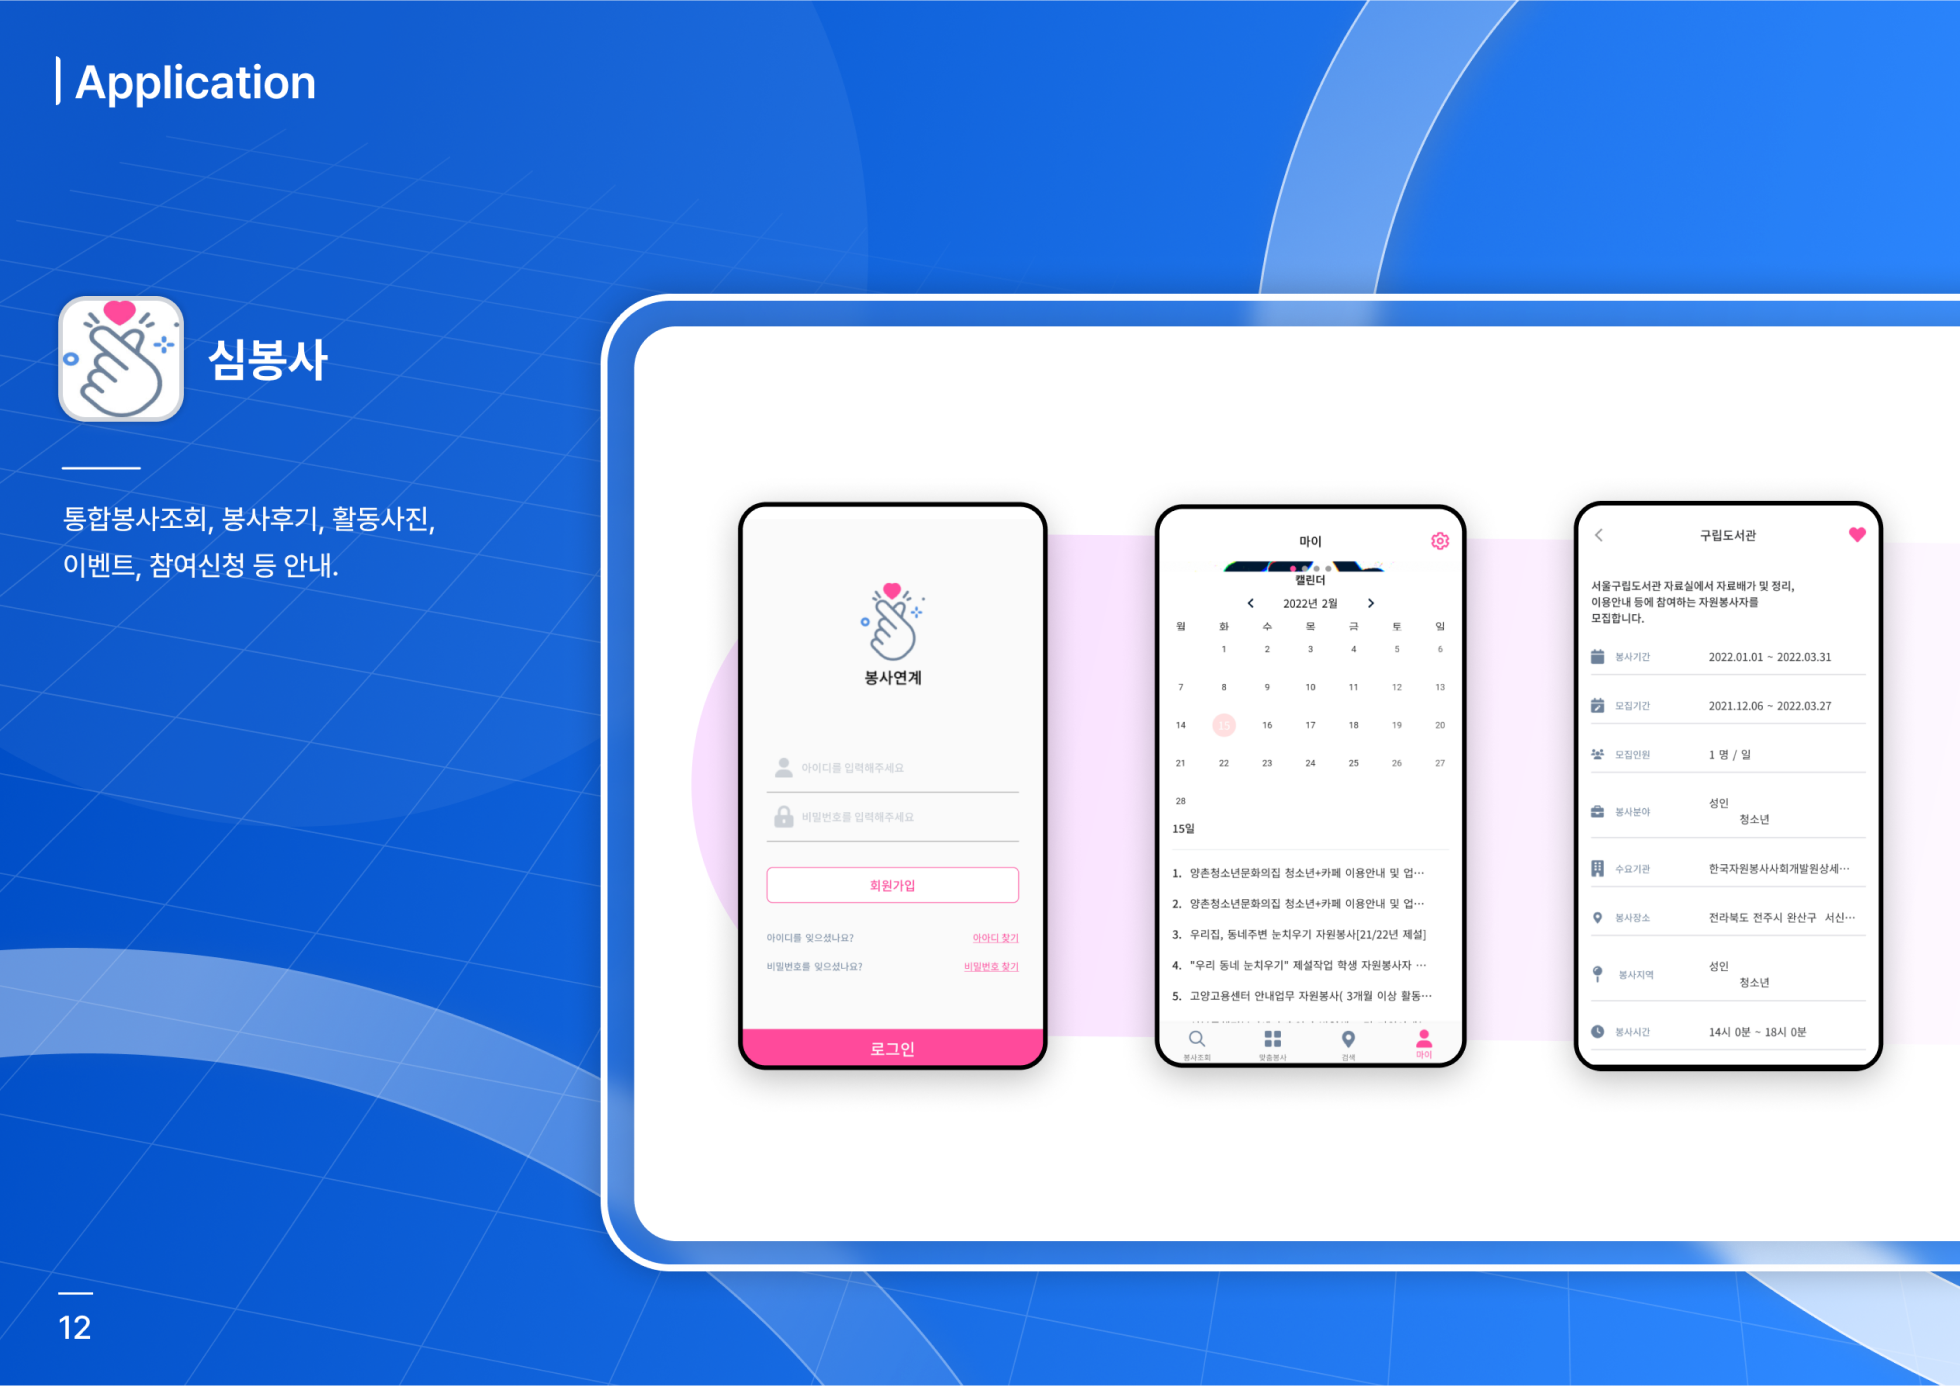 Application
심봉사
통합봉사조회, 봉사후기, 활동사진,
이벤트, 참여신청 등 안내.
봉사연계
아이디를 입력해주세요
비밀번호를 입력해주세요
회원가입
아이디를 잊으셨나요? 아아디 찾기
비밀번호를 잊으셨나요? 비밀번호 찾기
로그인
마이
캘린더
2022년 2월
월 화 수 목 금 토 일
1 2 3 4 5 6
7 8 9 10 11 12 13
14 15 16 17 18 19 20
21 22 23 24 25 26 27
28
15일
1. 양촌청소년문화의집 청소년+카페 이용안내 및 업…
2. 양촌청소년문화의집 청소년+카페 이용안내 및 업…
3. 우리집, 동네주변 눈치우기 자원봉사[21/22년 제설]
4. "우리 동네 눈치우기" 제설작업 학생 자원봉사자 …
5. 고양고용센터 안내업무 자원봉사( 3개월 이상 활동…
봉사조회 맞춤봉사 검색 마이
구립도서관
서울구립도서관 자료실에서 자료배가 및 정리,
이용안내 등에 참여하는 자원봉사자를
모집합니다.
봉사기간 2022.01.01 ~ 2022.03.31
모집기간 2021.12.06 ~ 2022.03.27
모집인원 1 명 / 일
봉사분야 성인
청소년
수요기관 한국자원봉사사회개발원상세…
봉사장소 전라북도 전주시 완산구 서신…
봉사지역 성인
청소년
봉사시간 14시 0분 ~ 18시 0분
12